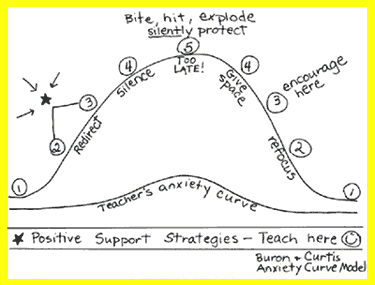 Bite, hit, explode
silently protect
5
TOO
LATE!
4
Silence
4
Give
space
encourage
here
3
3
Redirect
2
2
refocus
1
1
Teacher's anxiety curve
Positive Support Strategies - Teach here
Buron + Curtis
Anxiety Curve Model